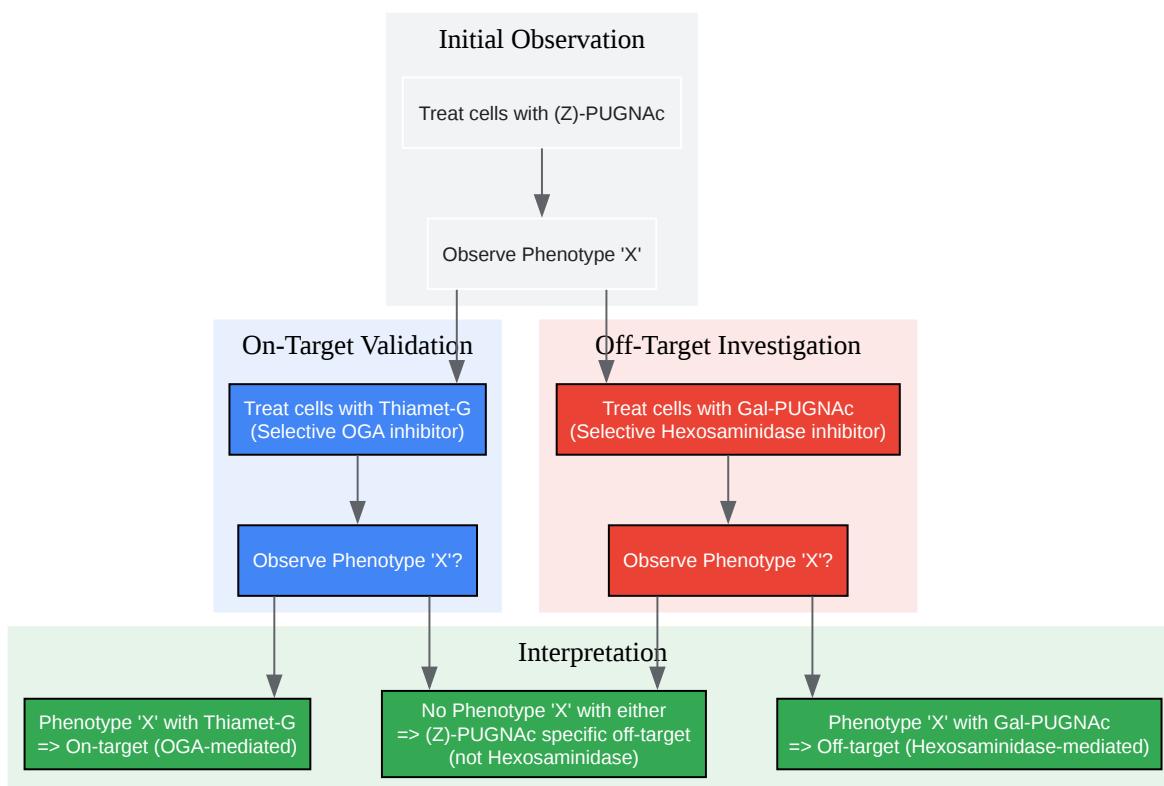 Initial Observation
Treat cells with (Z)-PUGNAc
Observe Phenotype 'X'
On-Target Validation
Treat cells with Thiamet-G
(Selective OGA inhibitor)
Observe Phenotype 'X'?
Off-Target Investigation
Treat cells with Gal-PUGNAc
(Selective Hexosaminidase inhibitor)
Observe Phenotype 'X'?
Interpretation
Phenotype 'X' with Thiamet-G
=> On-target (OGA-mediated)
No Phenotype 'X' with either
=> (Z)-PUGNAc specific off-target
(not Hexosaminidase)
Phenotype 'X' with Gal-PUGNAc
=> Off-target (Hexosaminidase-mediated)